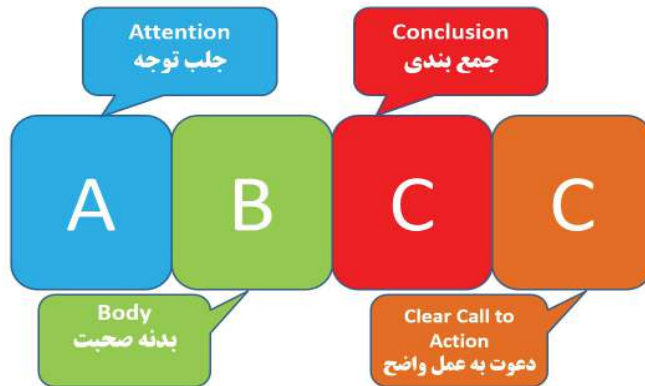 Attention
جلب توجه
Conclusion
جمع بندی
A
B
C
C
Body
بدنه صحبت
Clear Call to
Action
دعوت به عمل واضح